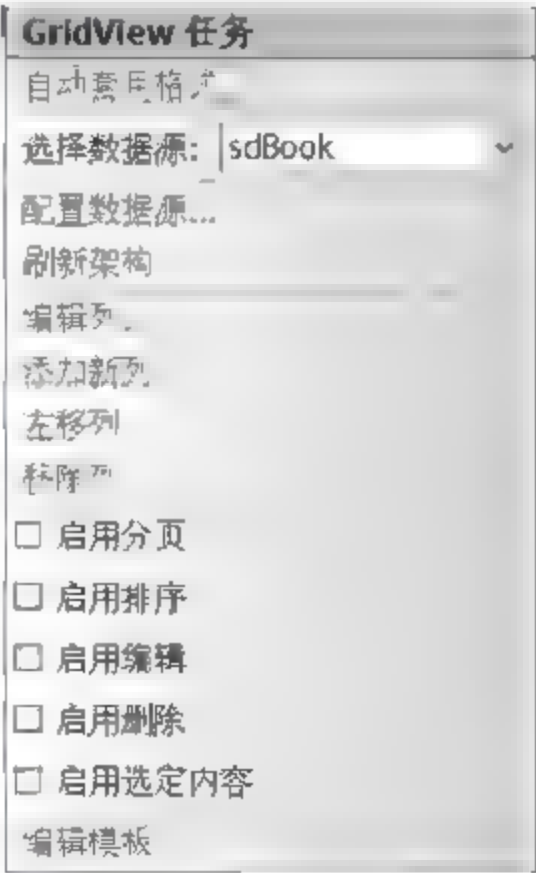 GridView 任务
自动套用格式
选择数据源: sdBook
配置数据源...
刷新架构
编辑列...
添加新列
左移列
移除列
启用分页
启用排序
启用编辑
启用删除
启用选定内容
编辑模板